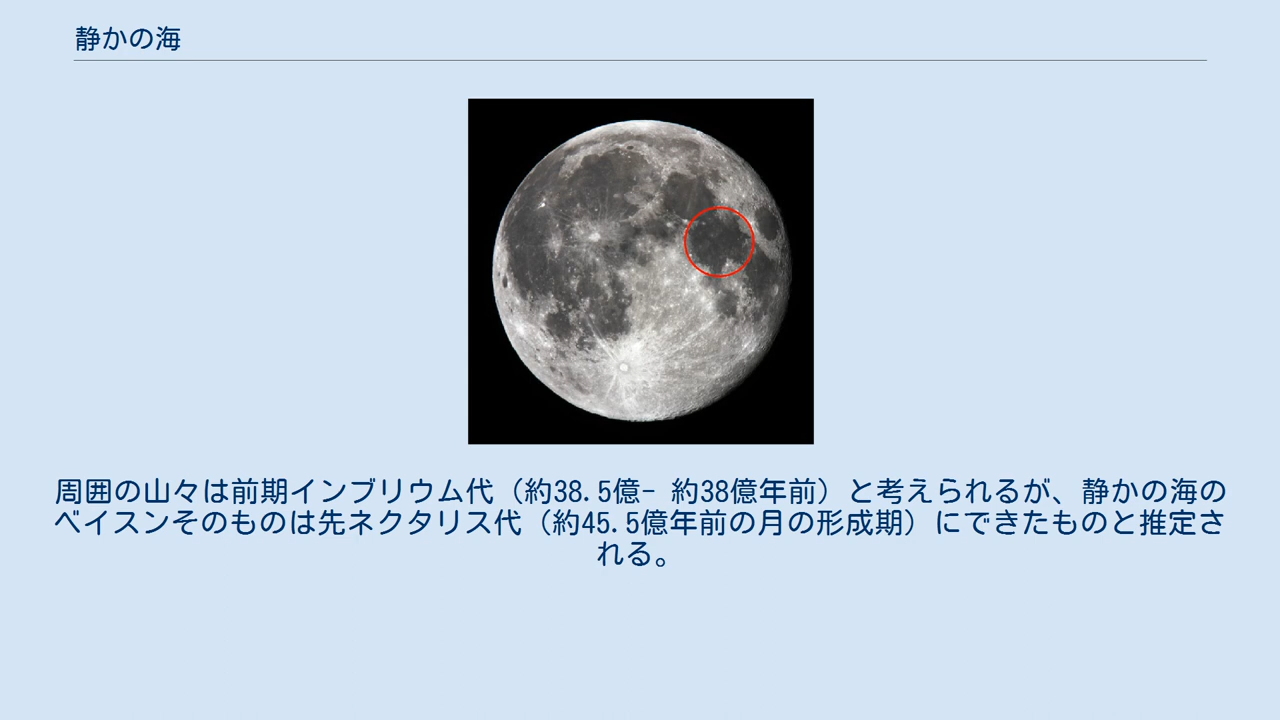 静かの海
周囲の山々は前期インブリウム代（約38.5億- 約38億年前）と考えられるが、静かの海の
ベイスンそのものは先ネクタリス代（約45.5億年前の月の形成期）にできたものと推定さ
れる。